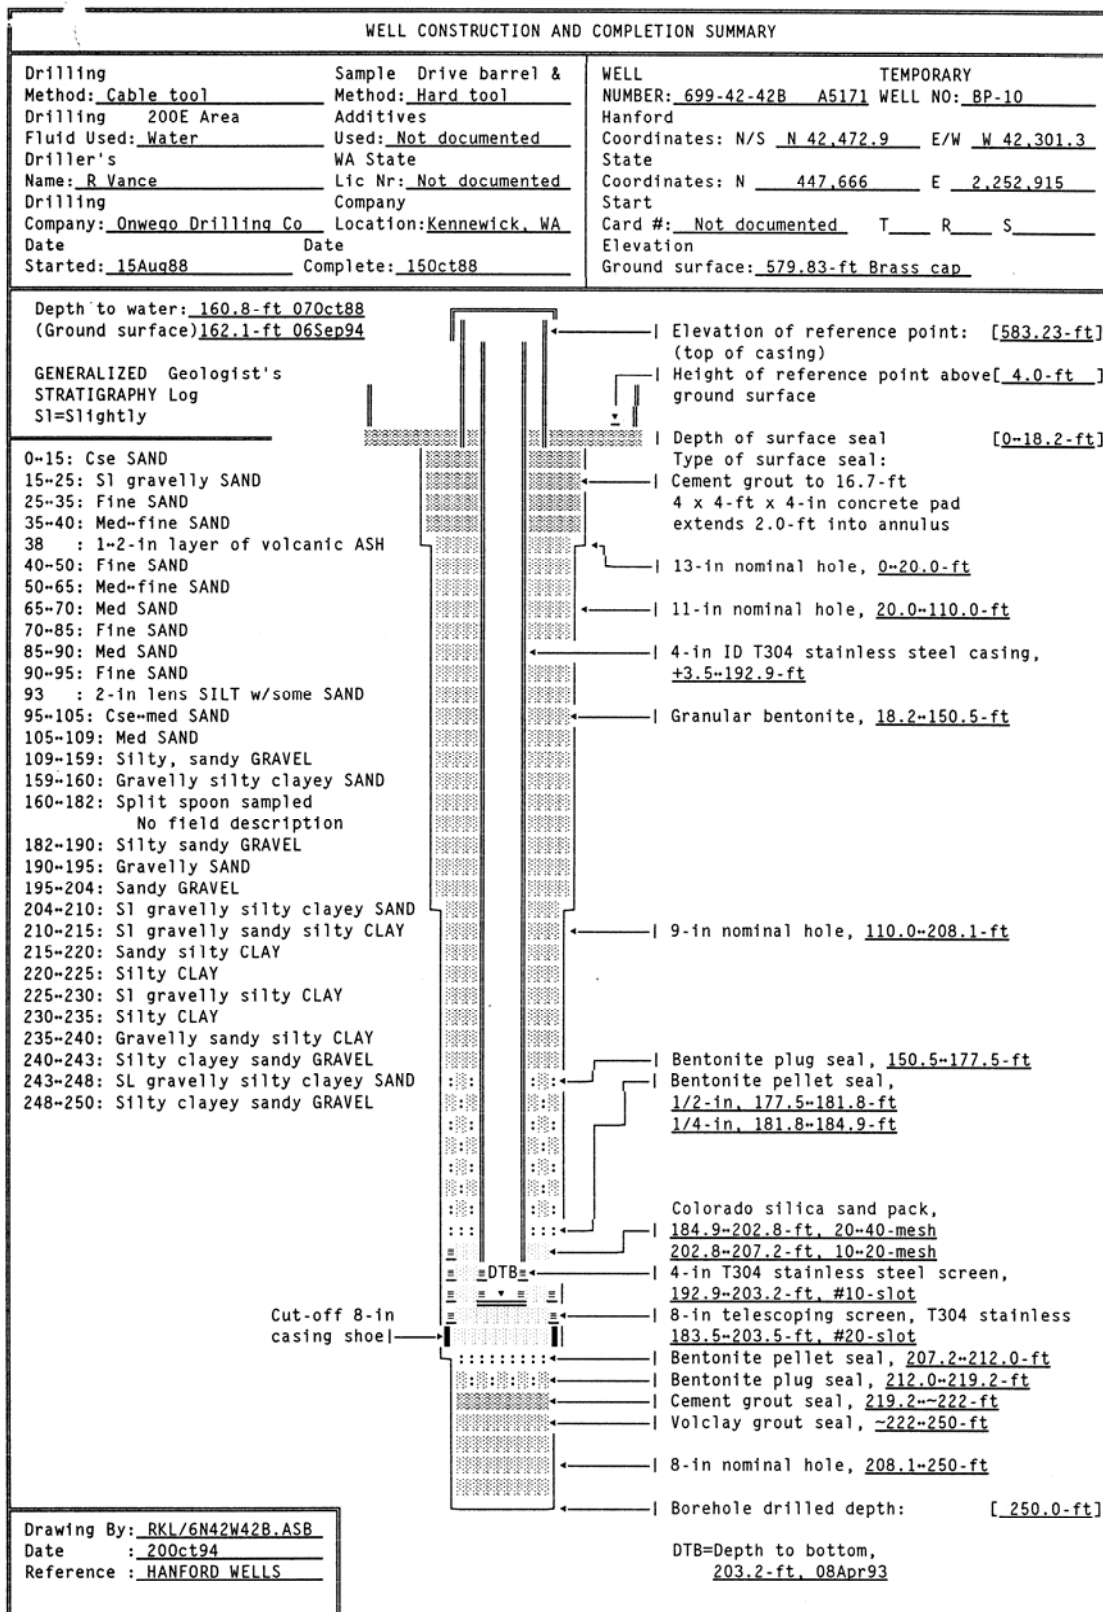 WELL CONSTRUCTION AND COMPLETION SUMMARY
Drilling Sample Drive barrel &
Method: Cable tool Method: Hard tool
Drilling 200E Area Additives
Fluid Used: Water Used: Not documented
Driller's WA State
Name: R Vance Lic Nr: Not documented
Drilling Company
Company: Onwego Drilling Co Location: Kennewick, WA
Date Date
Started: 15Aug88 Complete: 15Oct88
WELL TEMPORARY
NUMBER: 699-42-42B A5171 WELL NO: BP-10
Hanford
Coordinates: N/S N 42,472.9 E/W W 42,301.3
State
Coordinates: N 447,666 E 2,252,915
Start
Card #: Not documented T____ R____ S____
Elevation
Ground surface: 579.83-ft Brass cap
Depth to water: 160.8-ft 07Oct88
(Ground surface) 162.1-ft 06Sep94
GENERALIZED Geologist's
STRATIGRAPHY Log
Sl=Slightly
0-15: Cse SAND
15-25: Sl gravelly SAND
25-35: Fine SAND
35-40: Med-fine SAND
38 : 1-2-in layer of volcanic ASH
40-50: Fine SAND
50-65: Med-fine SAND
65-70: Med SAND
70-85: Fine SAND
85-90: Med SAND
90-95: Fine SAND
93 : 2-in lens SILT w/some SAND
95-105: Cse-med SAND
105-109: Med SAND
109-159: Silty, sandy GRAVEL
159-160: Gravelly silty clayey SAND
160-182: Split spoon sampled
No field description
182-190: Silty sandy GRAVEL
190-195: Gravelly SAND
195-204: Sandy GRAVEL
204-210: Sl gravelly silty clayey SAND
210-215: Sl gravelly sandy silty CLAY
215-220: Sandy silty CLAY
220-225: Silty CLAY
225-230: Sl gravelly silty CLAY
230-235: Silty CLAY
235-240: Gravelly sandy silty CLAY
240-243: Silty clayey sandy GRAVEL
243-248: SL gravelly silty clayey SAND
248-250: Silty clayey sandy GRAVEL
Elevation of reference point: [583.23-ft]
(top of casing)
Height of reference point above [ 4.0-ft ]
ground surface
Depth of surface seal [0-18.2-ft]
Type of surface seal:
Cement grout to 16.7-ft
4 x 4-ft x 4-in concrete pad
extends 2.0-ft into annulus
13-in nominal hole, 0-20.0-ft
11-in nominal hole, 20.0-110.0-ft
4-in ID T304 stainless steel casing,
+3.5-192.9-ft
Granular bentonite, 18.2-150.5-ft
9-in nominal hole, 110.0-208.1-ft
Bentonite plug seal, 150.5-177.5-ft
Bentonite pellet seal,
1/2-in, 177.5-181.8-ft
1/4-in, 181.8-184.9-ft
Colorado silica sand pack,
184.9-202.8-ft, 20-40-mesh
202.8-207.2-ft, 10-20-mesh
DTB
4-in T304 stainless steel screen,
192.9-203.2-ft, #10-slot
Cut-off 8-in
casing shoe
8-in telescoping screen, T304 stainless
183.5-203.5-ft, #20-slot
Bentonite pellet seal, 207.2-212.0-ft
Bentonite plug seal, 212.0-219.2-ft
Cement grout seal, 219.2-~222-ft
Volclay grout seal, ~222-250-ft
8-in nominal hole, 208.1-250-ft
Borehole drilled depth: [ 250.0-ft]
DTB=Depth to bottom,
203.2-ft, 08Apr93
Drawing By: RKL/6N42W42B.ASB
Date : 20Oct94
Reference : HANFORD WELLS